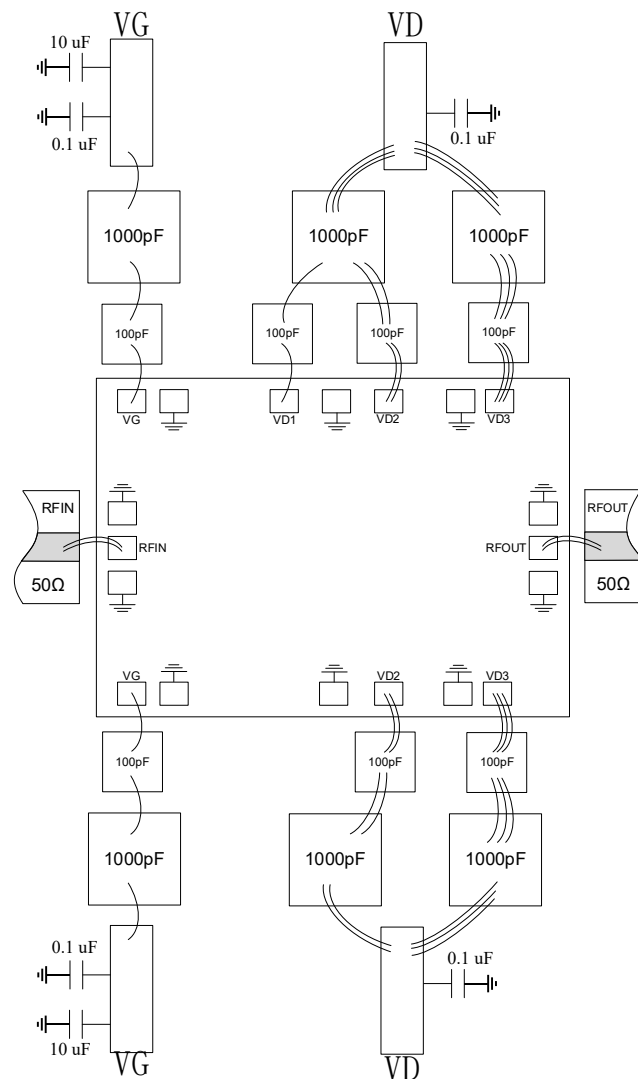 VG
VD
10 uF
0.1 uF
0.1 uF
1000pF
1000pF
1000pF
100pF
100pF
100pF
100pF
VG
VD1
VD2
VD3
RFIN
RFOUT
RFIN
RFOUT
50Ω
50Ω
VG
VD2
VD3
100pF
100pF
100pF
1000pF
1000pF
1000pF
0.1 uF
0.1 uF
10 uF
VG
VD